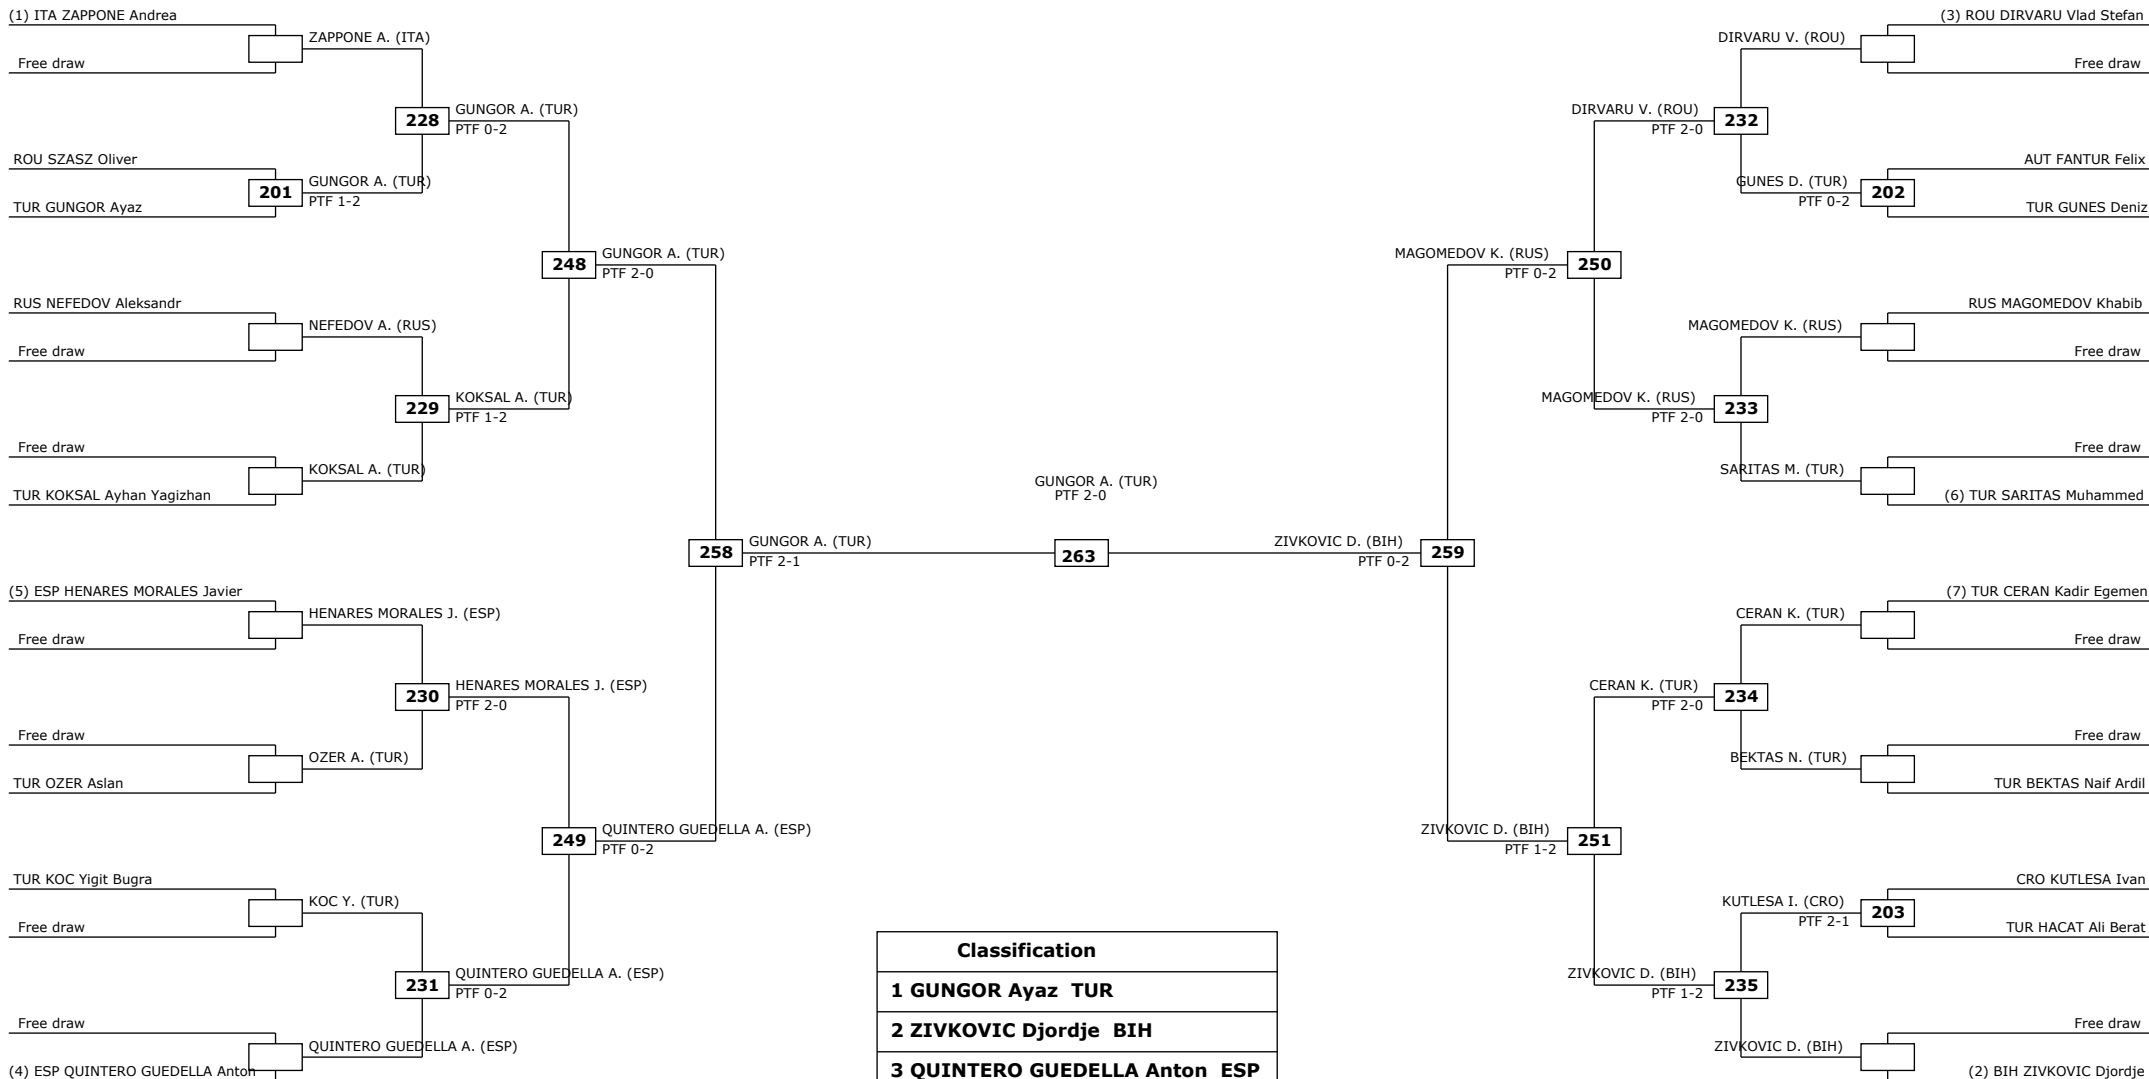 (1) ITA ZAPPONE Andrea
ZAPPONE A. (ITA)
Free draw
228
GUNGOR A. (TUR)
PTF 0-2
ROU SZASZ Oliver
201
GUNGOR A. (TUR)
PTF 1-2
TUR GUNGOR Ayaz
248
GUNGOR A. (TUR)
PTF 2-0
RUS NEFEDOV Aleksandr
NEFEDOV A. (RUS)
Free draw
229
KOKSAL A. (TUR)
PTF 1-2
Free draw
KOKSAL A. (TUR)
TUR KOKSAL Ayhan Yagizhan
258
GUNGOR A. (TUR)
PTF 2-1
(5) ESP HENARES MORALES Javier
HENARES MORALES J. (ESP)
Free draw
230
HENARES MORALES J. (ESP)
PTF 2-0
Free draw
OZER A. (TUR)
TUR OZER Aslan
249
QUINTERO GUEDELLA A. (ESP)
PTF 0-2
TUR KOC Yigit Bugra
KOC Y. (TUR)
Free draw
231
QUINTERO GUEDELLA A. (ESP)
PTF 0-2
Free draw
QUINTERO GUEDELLA A. (ESP)
(4) ESP QUINTERO GUEDELLA Anton
GUNGOR A. (TUR)
PTF 2-0
263
(3) ROU DIRVARU Vlad Stefan
DIRVARU V. (ROU)
Free draw
DIRVARU V. (ROU)
PTF 2-0
232
AUT FANTUR Felix
GUNES D. (TUR)
PTF 0-2
202
TUR GUNES Deniz
MAGOMEDOV K. (RUS)
PTF 0-2
250
RUS MAGOMEDOV Khabib
MAGOMEDOV K. (RUS)
Free draw
MAGOMEDOV K. (RUS)
PTF 2-0
233
Free draw
SARITAS M. (TUR)
(6) TUR SARITAS Muhammed
ZIVKOVIC D. (BIH)
PTF 0-2
259
(7) TUR CERAN Kadir Egemen
CERAN K. (TUR)
Free draw
CERAN K. (TUR)
PTF 2-0
234
Free draw
BEKTAS N. (TUR)
TUR BEKTAS Naif Ardil
ZIVKOVIC D. (BIH)
PTF 1-2
251
CRO KUTLESA Ivan
KUTLESA I. (CRO)
PTF 2-1
203
TUR HACAT Ali Berat
ZIVKOVIC D. (BIH)
PTF 1-2
235
Free draw
ZIVKOVIC D. (BIH)
(2) BIH ZIVKOVIC Djordje
Classification
1 GUNGOR Ayaz TUR
2 ZIVKOVIC Djordje BIH
3 QUINTERO GUEDELLA Anton ESP